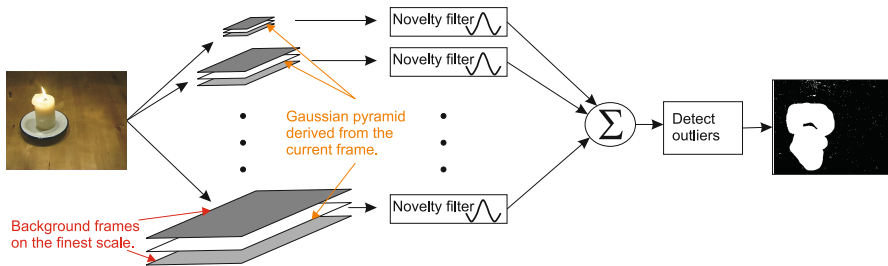 Novelty filter
Novelty filter
Gaussian pyramid
derived from the
current frame.
Σ
Detect
outliers
Novelty filter
Background frames
on the finest scale.